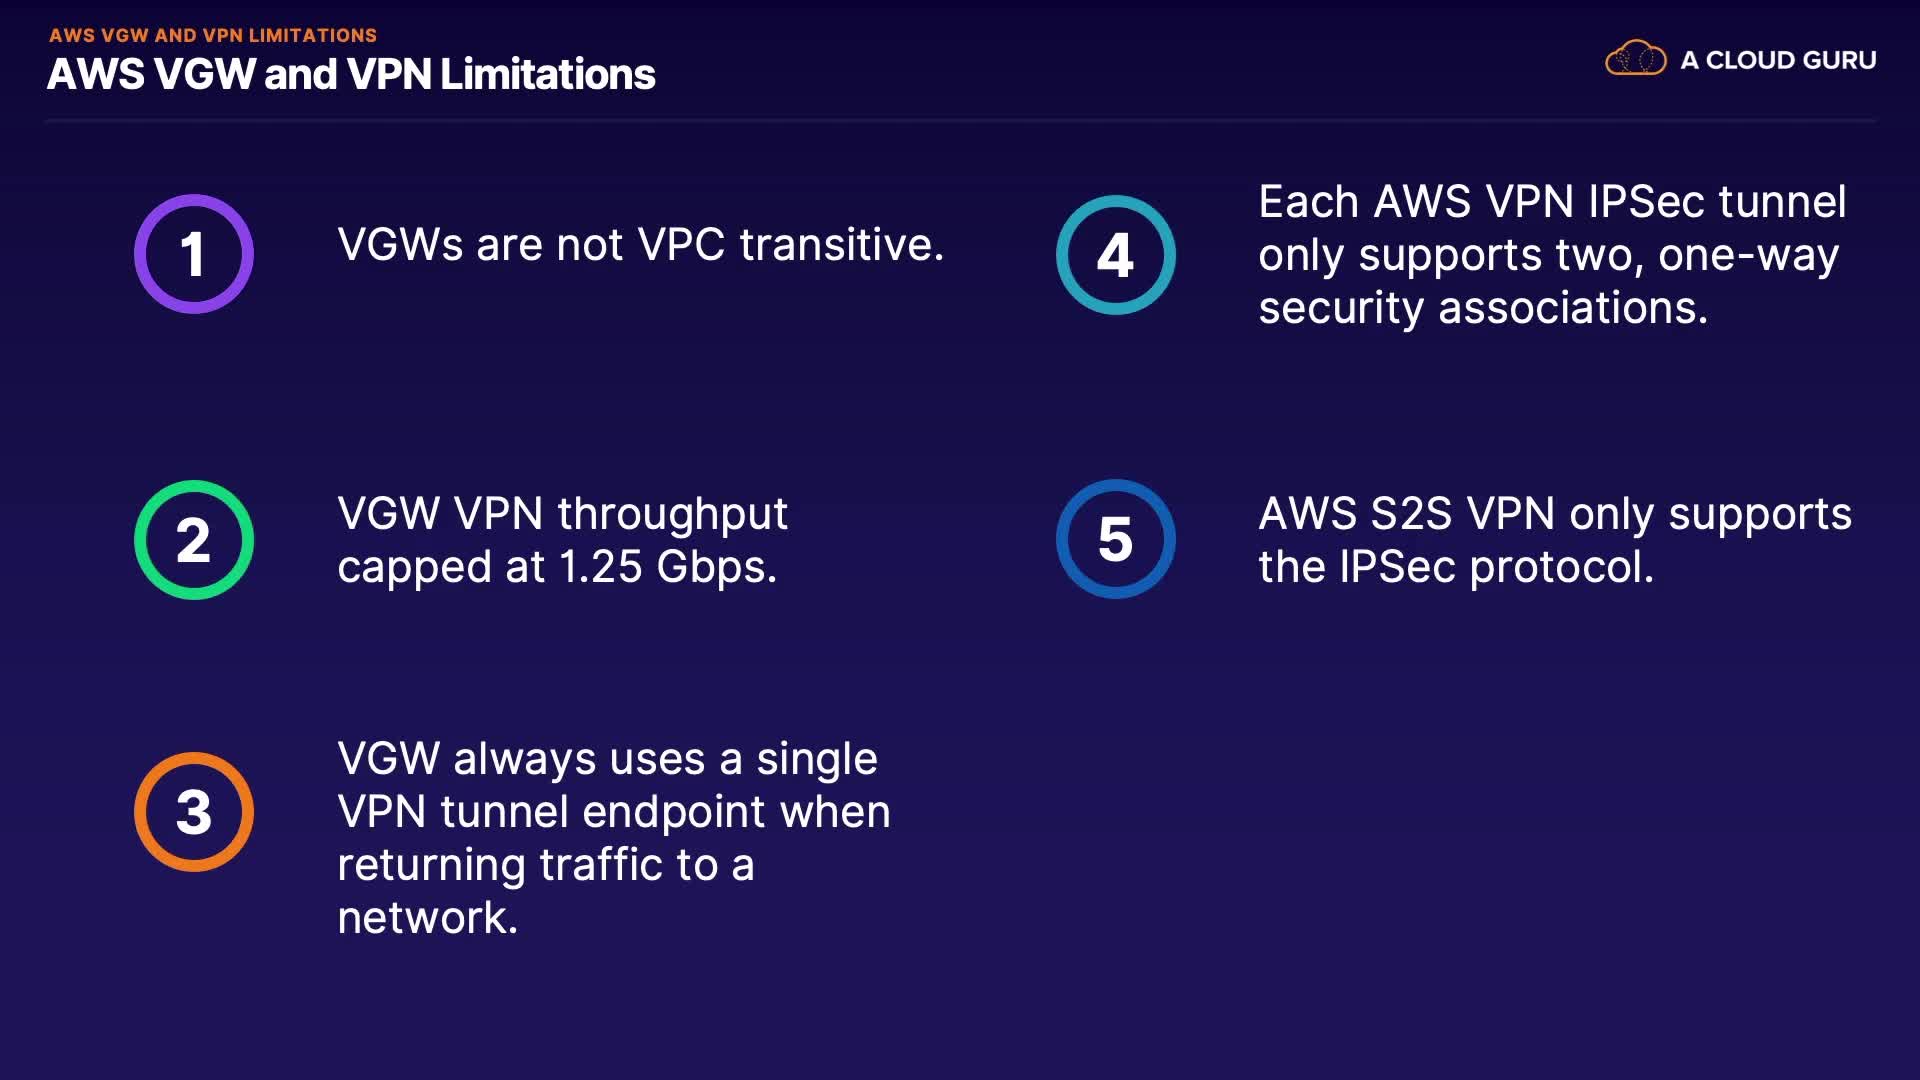 AWS VGW AND VPN LIMITATIONS
AWS VGW and VPN Limitations
A CLOUD GURU
1
VGWs are not VPC transitive.
2
VGW VPN throughput
capped at 1.25 Gbps.
3
VGW always uses a single
VPN tunnel endpoint when
returning traffic to a
network.
4
Each AWS VPN IPSec tunnel
only supports two, one-way
security associations.
5
AWS S2S VPN only supports
the IPSec protocol.